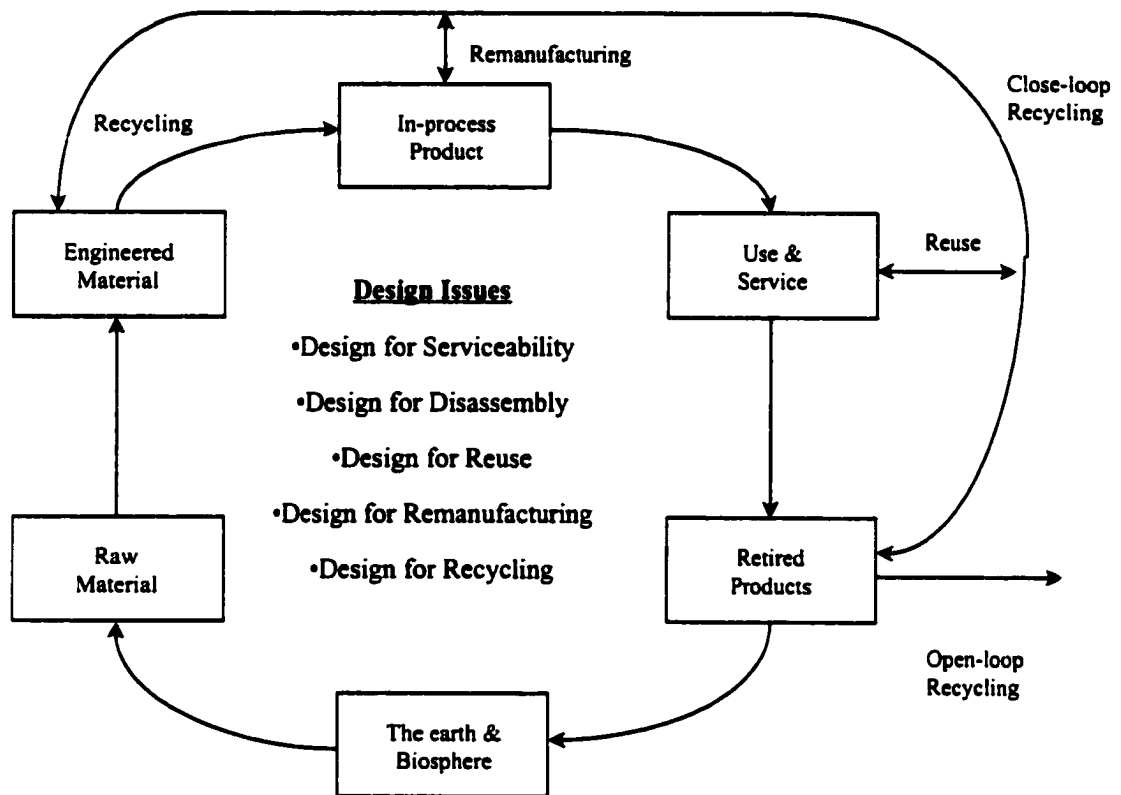 Remanufacturing
Close-loop
Recycling
Recycling
In-process
Product
Engineered
Material
Use &
Service
Reuse
Design Issues
•Design for Serviceability
•Design for Disassembly
•Design for Reuse
•Design for Remanufacturing
•Design for Recycling
Raw
Material
Retired
Products
Open-loop
Recycling
The earth &
Biosphere